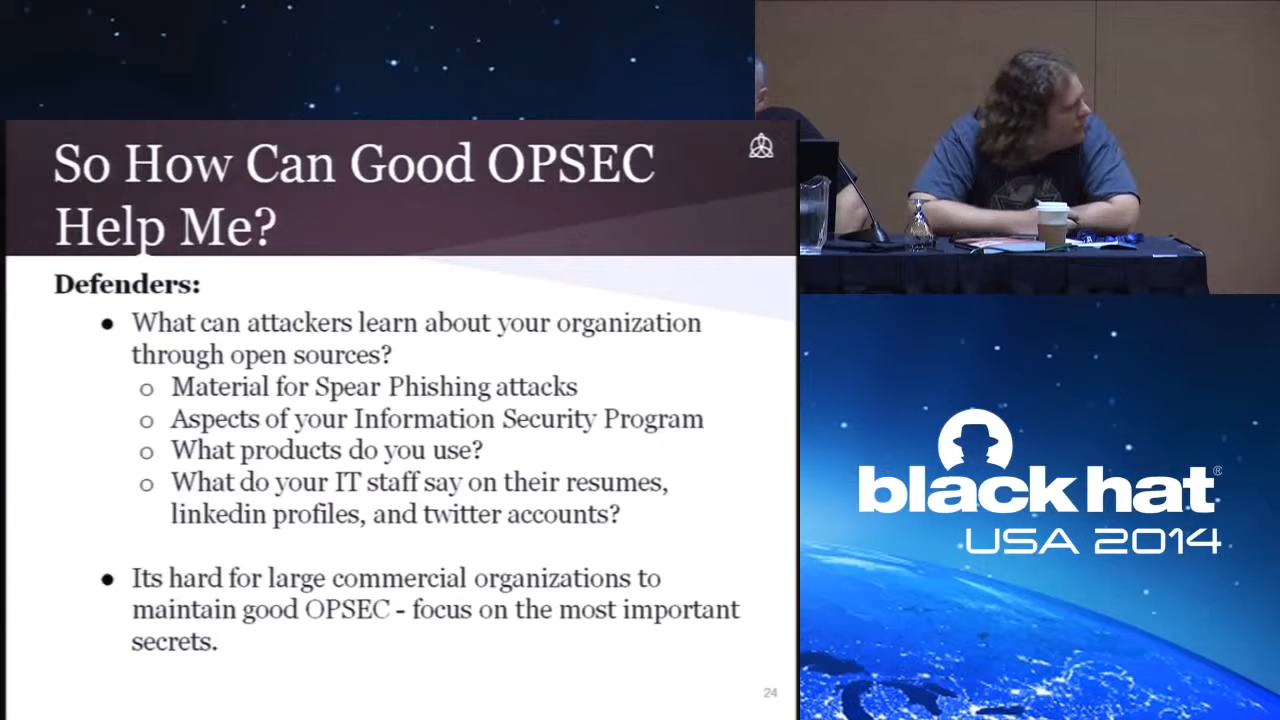 So How Can Good OPSEC
Help Me?
Defenders:
● What can attackers learn about your organization
through open sources?
o Material for Spear Phishing attacks
o Aspects of your Information Security Program
o What products do you use?
o What do your IT staff say on their resumes,
linkedin profiles, and twitter accounts?
● Its hard for large commercial organizations to
maintain good OPSEC - focus on the most important
secrets.
24
black hat®
USA 2014